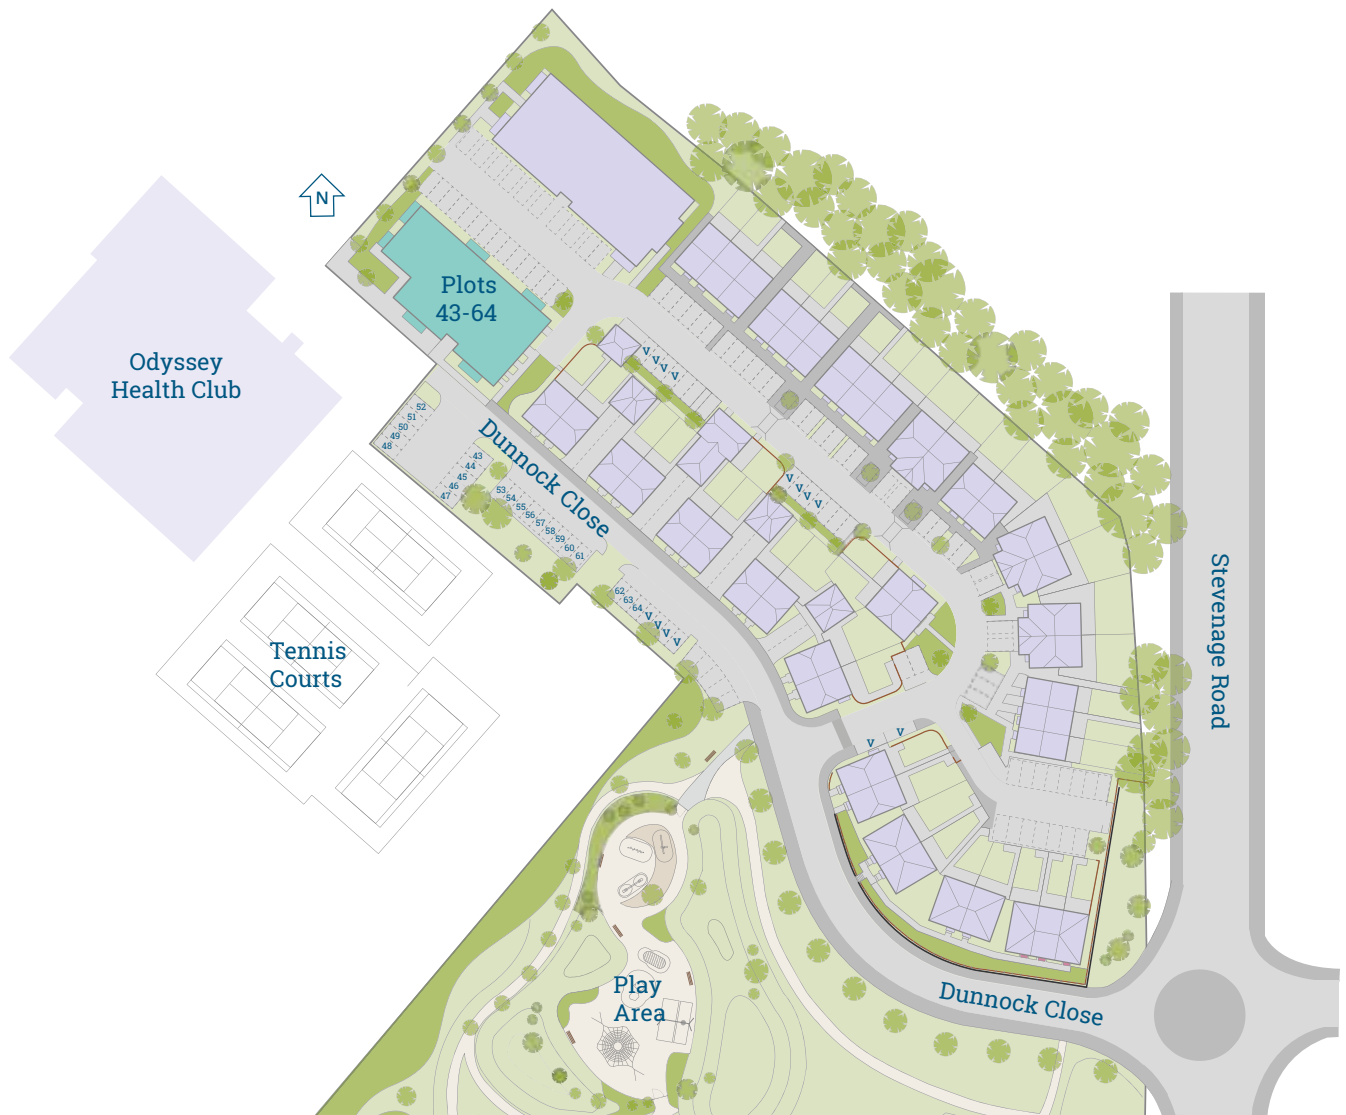 N
Plots
43-64
Odyssey
Health Club
V
V
V
V
52
51
50
49
48
Dunnock Close
43
44
45
46
47
53
54
55
56
57
58
59
60
61
V
V
V
V
62
63
64
V
V
V
V
Stevenage Road
Tennis
Courts
V
V
Play
Area
Dunnock Close